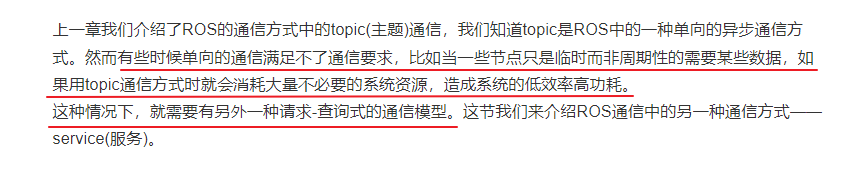 上一章我们介绍了ROS的通信方式中的topic(主题)通信，我们知道topic是ROS中的一种单向的异步通信方
式。然而有些时候单向的通信满足不了通信要求，比如当一些节点只是临时而非周期性的需要某些数据，如
果用topic通信方式时就会消耗大量不必要的系统资源，造成系统的低效率高功耗。
这种情况下，就需要有另外一种请求-查询式的通信模型。这节我们来介绍ROS通信中的另一种通信方式——
service(服务)。